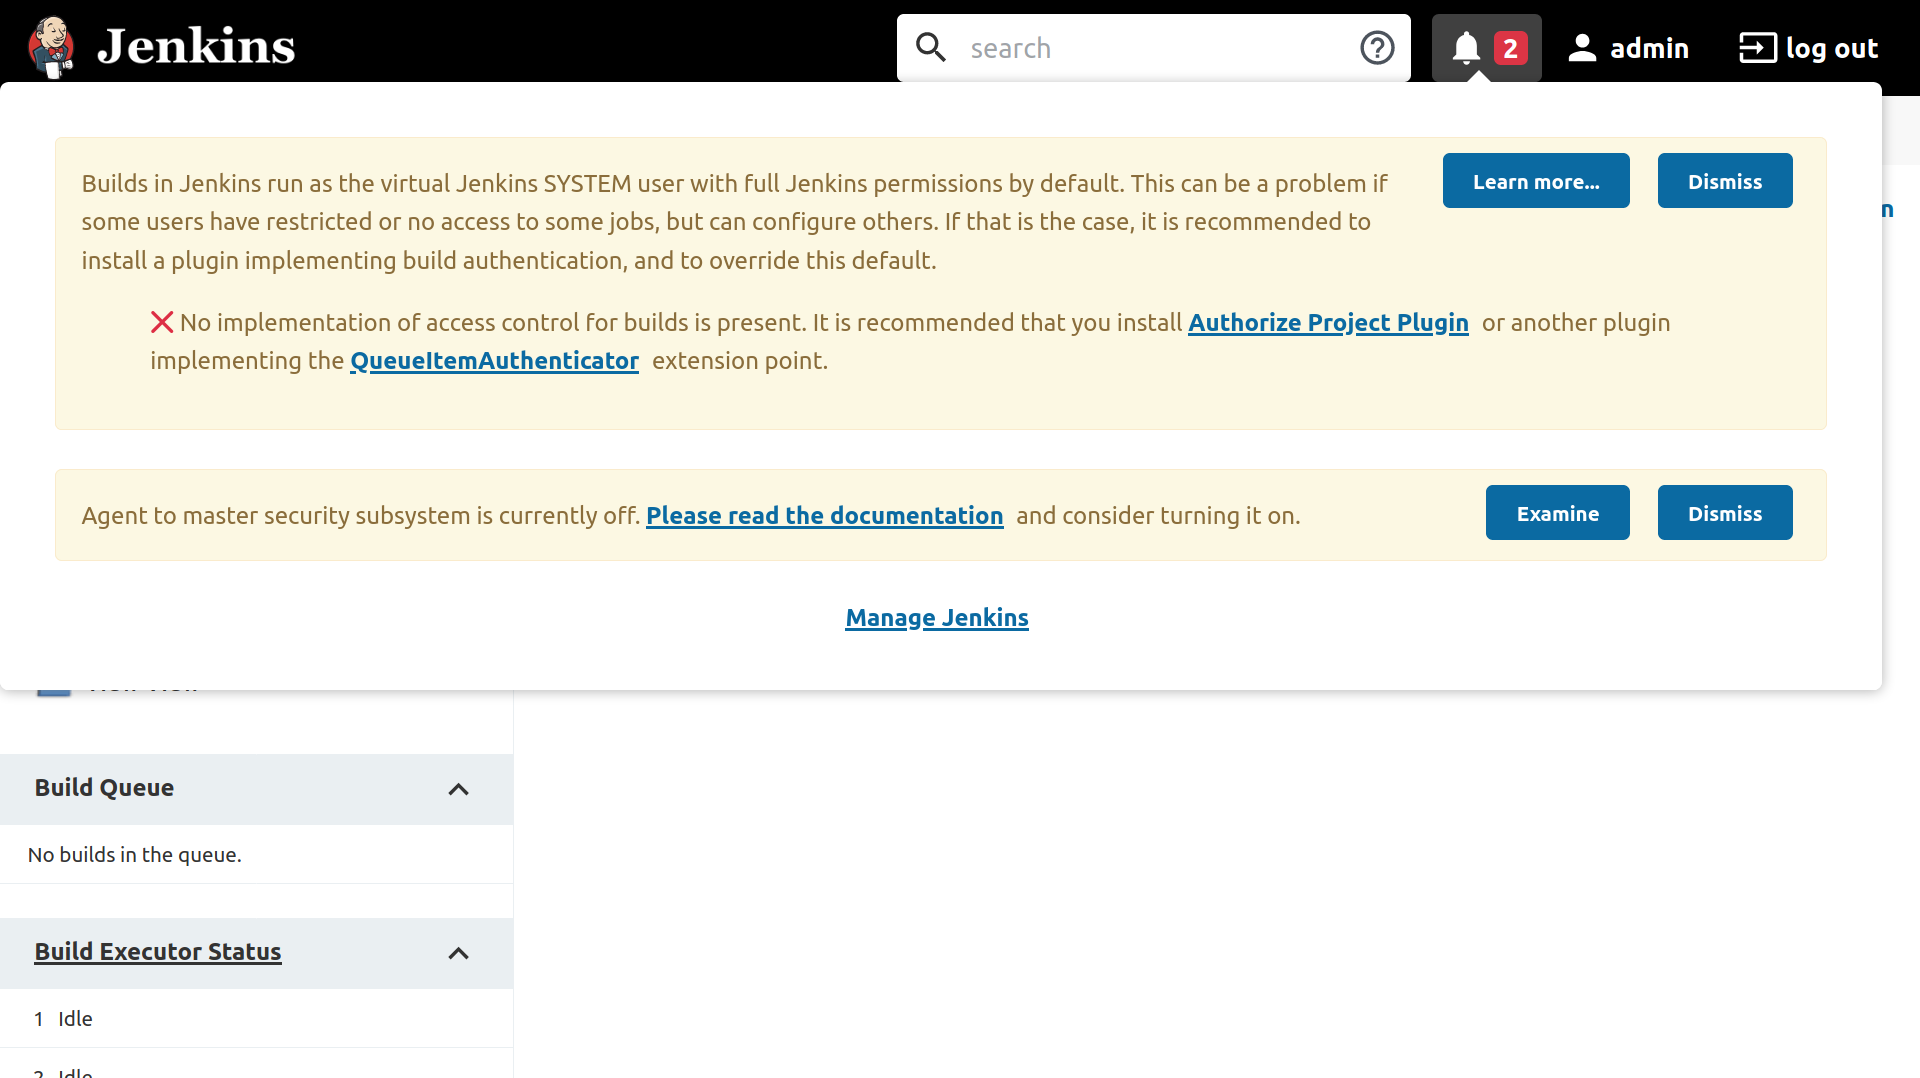 Jenkins
search
2
admin
log out
Builds in Jenkins run as the virtual Jenkins SYSTEM user with full Jenkins permissions by default. This can be a problem if
some users have restricted or no access to some jobs, but can configure others. If that is the case, it is recommended to
install a plugin implementing build authentication, and to override this default.
Learn more...
Dismiss
No implementation of access control for builds is present. It is recommended that you install Authorize Project Plugin or another plugin
implementing the QueueItemAuthenticator extension point.
Agent to master security subsystem is currently off. Please read the documentation and consider turning it on.
Examine
Dismiss
Manage Jenkins
Build Queue
No builds in the queue.
Build Executor Status
1 Idle
2 Idle